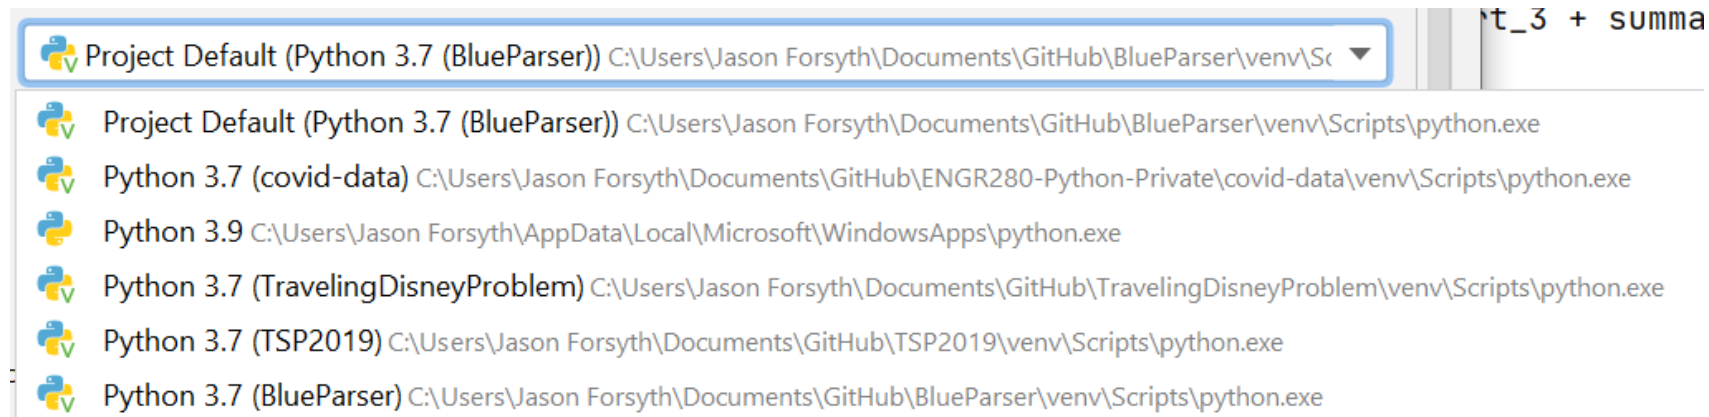 Project Default (Python 3.7 (BlueParser)) C:\Users\Jason Forsyth\Documents\GitHub\BlueParser\venv\Sc
t_3 + summa
Project Default (Python 3.7 (BlueParser)) C:\Users\Jason Forsyth\Documents\GitHub\BlueParser\venv\Scripts\python.exe
Python 3.7 (covid-data) C:\Users\Jason Forsyth\Documents\GitHub\ENGR280-Python-Private\covid-data\venv\Scripts\python.exe
Python 3.9 C:\Users\Jason Forsyth\AppData\Local\Microsoft\WindowsApps\python.exe
Python 3.7 (TravelingDisneyProblem) C:\Users\Jason Forsyth\Documents\GitHub\TravelingDisneyProblem\venv\Scripts\python.exe
Python 3.7 (TSP2019) C:\Users\Jason Forsyth\Documents\GitHub\TSP2019\venv\Scripts\python.exe
Python 3.7 (BlueParser) C:\Users\Jason Forsyth\Documents\GitHub\BlueParser\venv\Scripts\python.exe